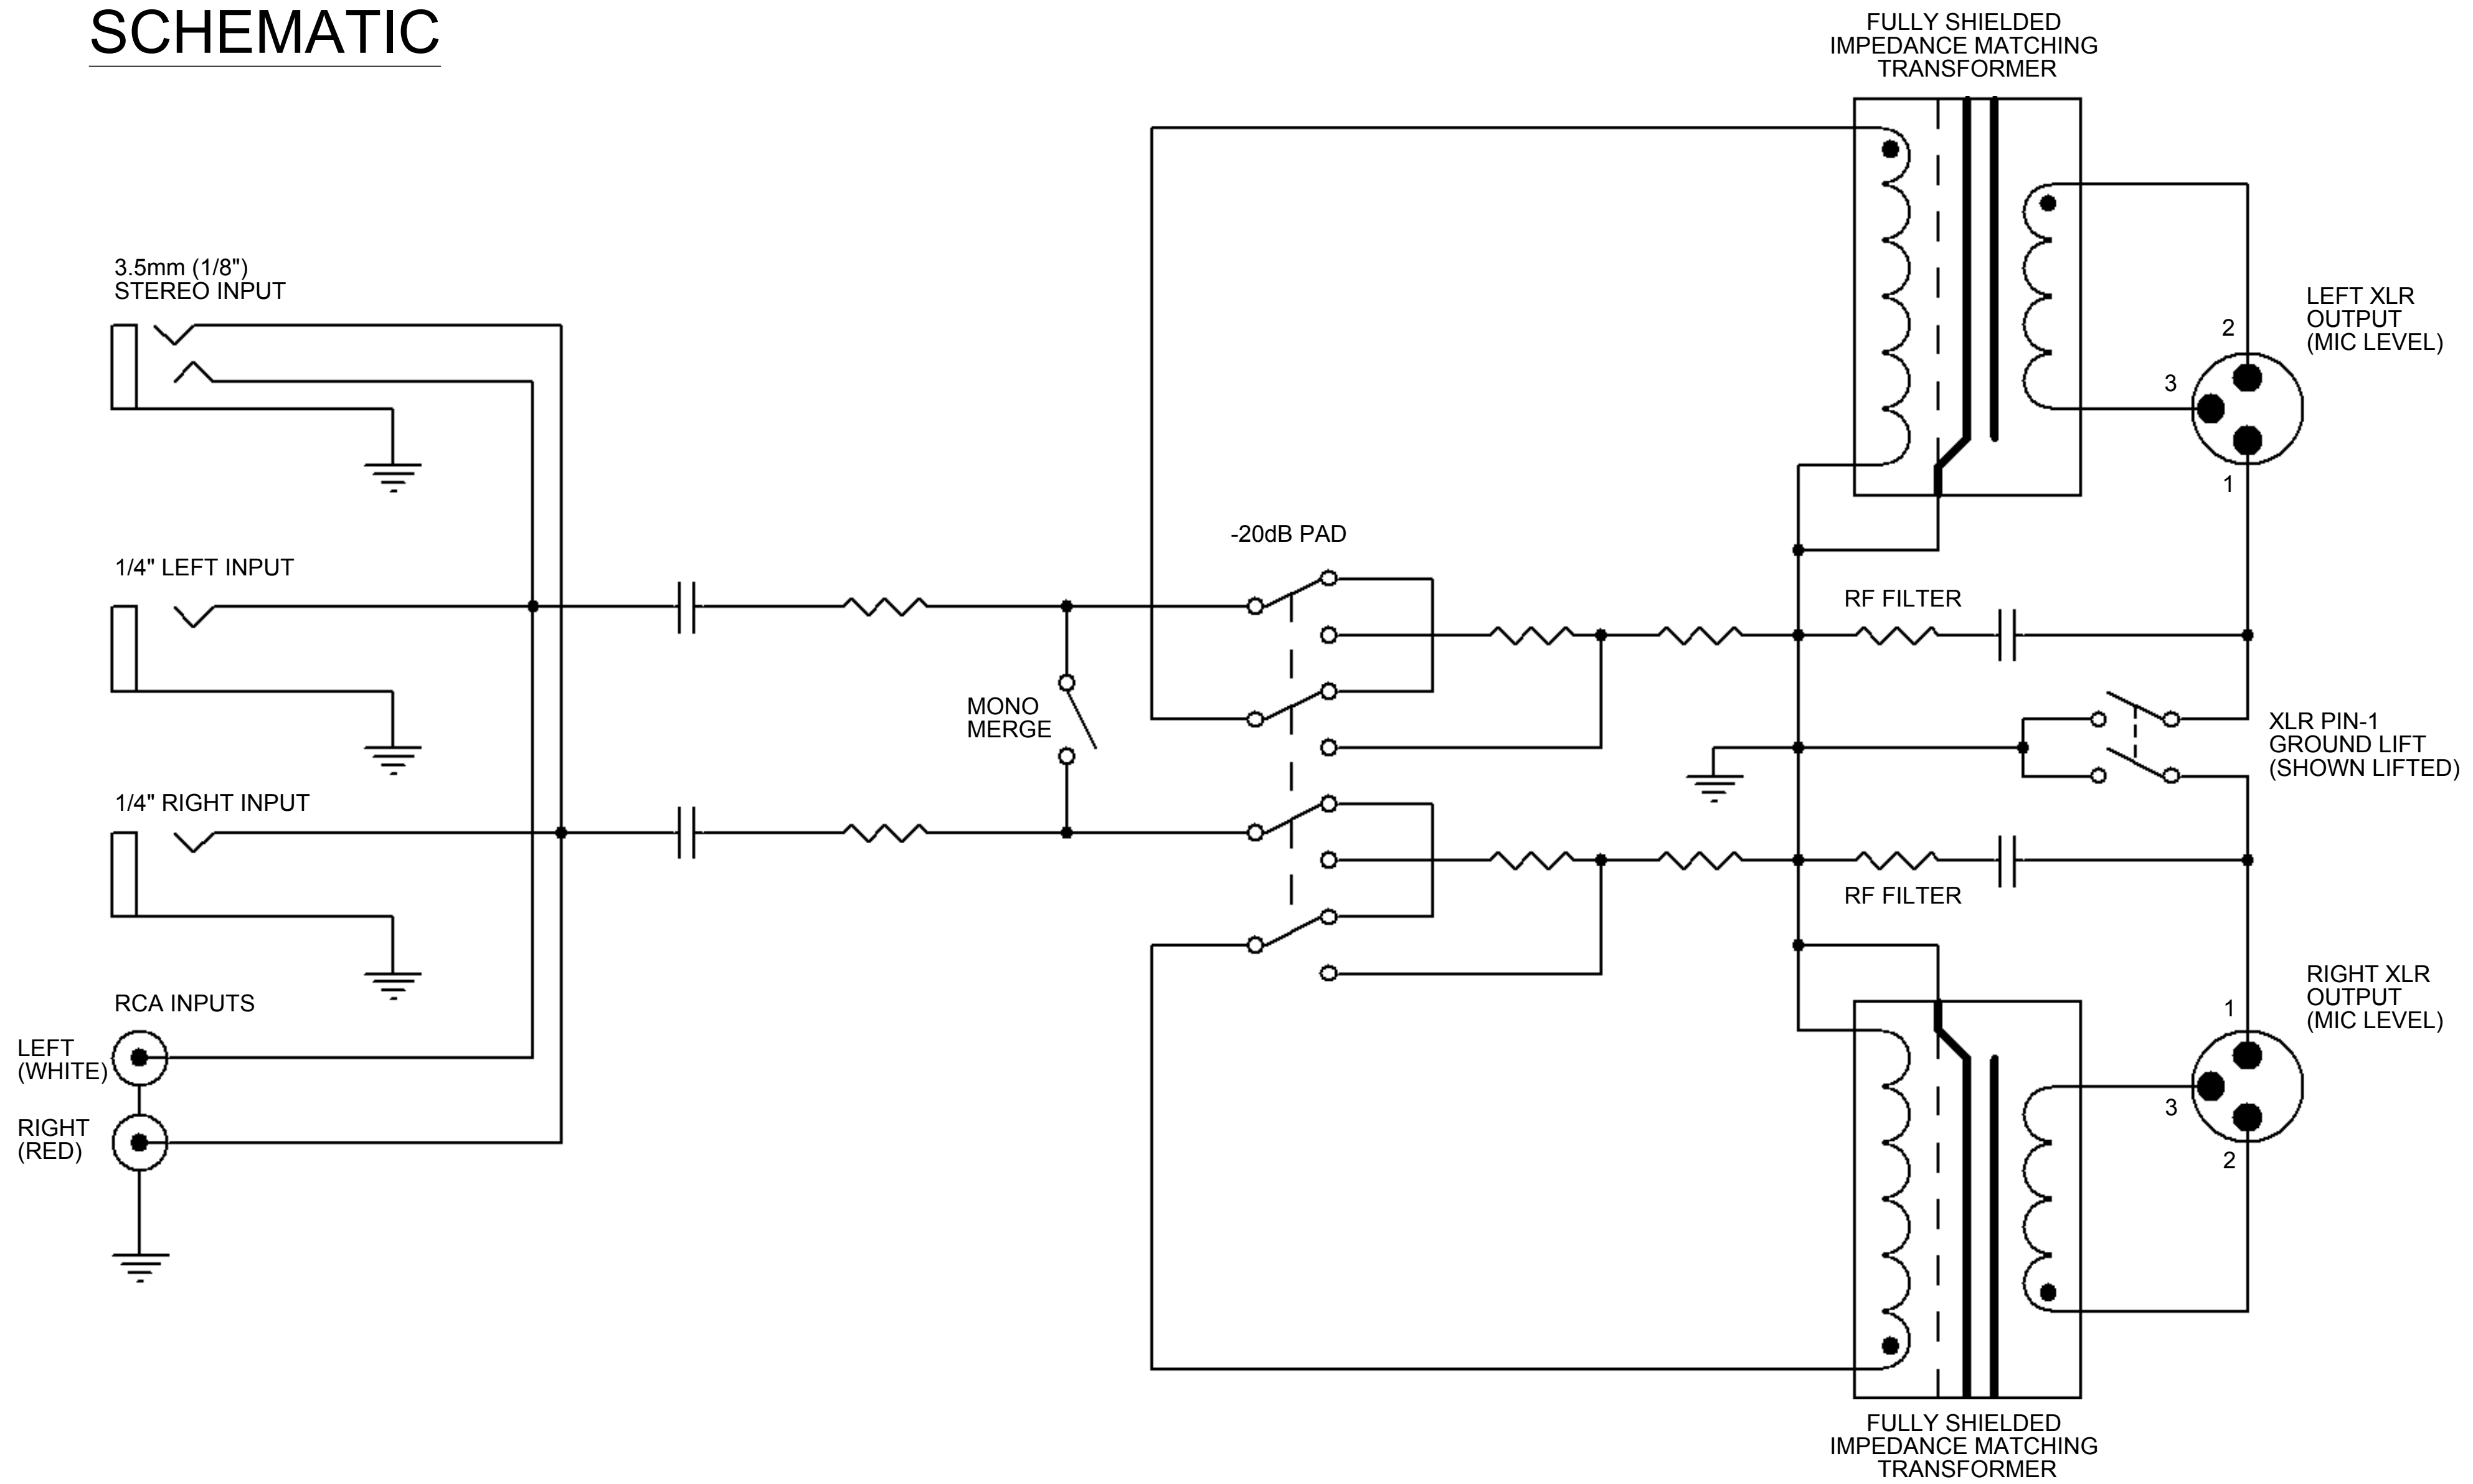 SCHEMATIC
FULLY SHIELDED
IMPEDANCE MATCHING
TRANSFORMER
3.5mm (1/8")
STEREO INPUT
LEFT XLR
OUTPUT
(MIC LEVEL)
2
3
1
-20dB PAD
1/4" LEFT INPUT
RF FILTER
MONO
MERGE
XLR PIN-1
GROUND LIFT
(SHOWN LIFTED)
1/4" RIGHT INPUT
RF FILTER
RCA INPUTS
LEFT
(WHITE)
RIGHT
(RED)
RIGHT XLR
OUTPUT
(MIC LEVEL)
1
3
2
FULLY SHIELDED
IMPEDANCE MATCHING
TRANSFORMER